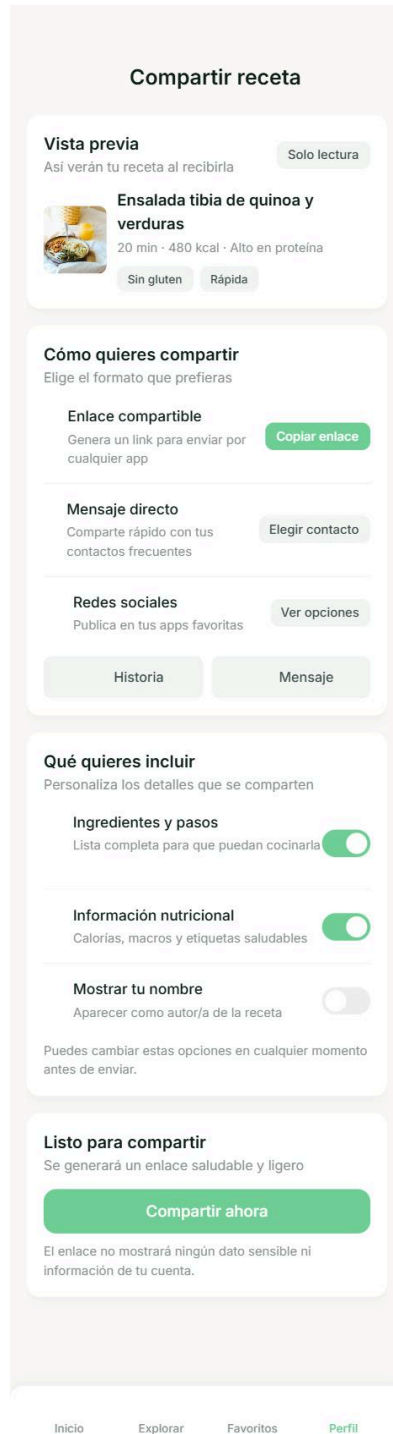 Compartir receta
Vista previa
Así verán tu receta al recibirla
Solo lectura
Ensalada tibia de quinoa y
verduras
20 min · 480 kcal · Alto en proteína
Sin gluten Rápida
Cómo quieres compartir
Elige el formato que prefieras
Enlace compartible
Genera un link para enviar por
cualquier app
Copiar enlace
Mensaje directo
Comparte rápido con tus
contactos frecuentes
Elegir contacto
Redes sociales
Publica en tus apps favoritas
Ver opciones
Historia Mensaje
Qué quieres incluir
Personaliza los detalles que se comparten
Ingredientes y pasos
Lista completa para que puedan cocinarla
Información nutricional
Calorías, macros y etiquetas saludables
Mostrar tu nombre
Aparecer como autor/a de la receta
Puedes cambiar estas opciones en cualquier momento
antes de enviar.
Listo para compartir
Se generará un enlace saludable y ligero
Compartir ahora
El enlace no mostrará ningún dato sensible ni
información de tu cuenta.
Inicio Explorar Favoritos Perfil